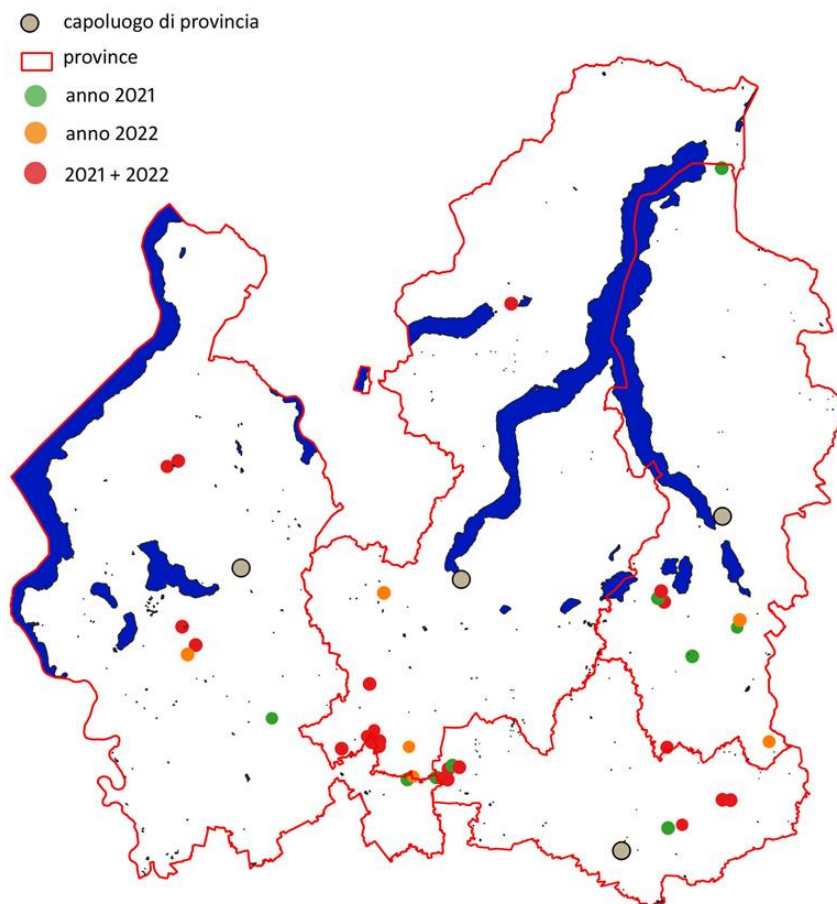 capoluogo di provincia
province
anno 2021
anno 2022
2021 + 2022